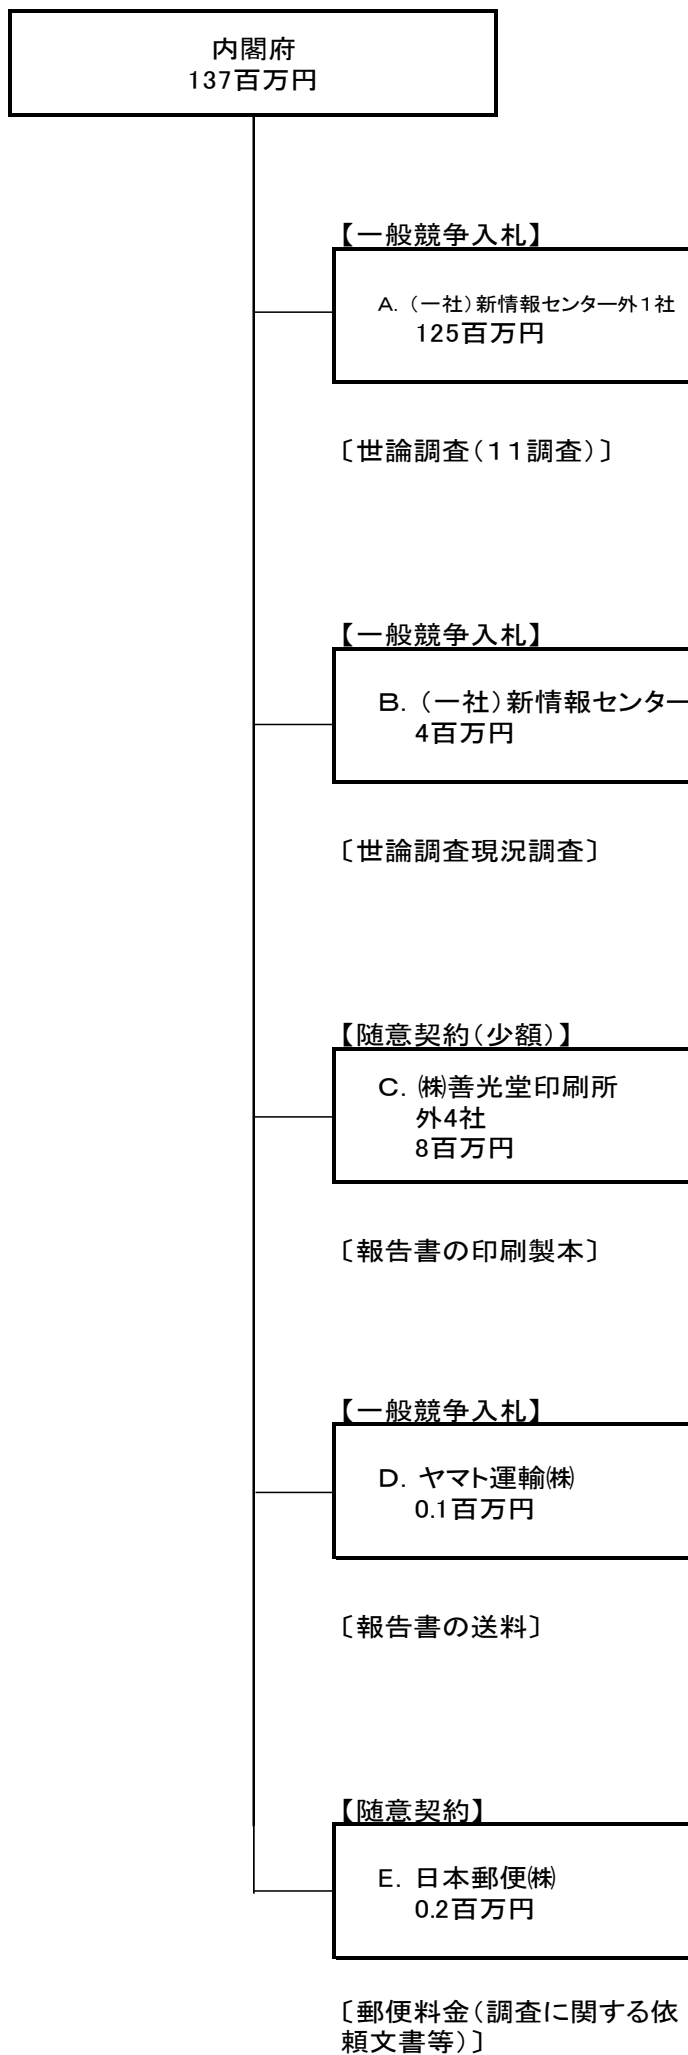 内閣府
137百万円
【一般競争入札】
A.（一社）新情報センター外１社
125百万円
〔世論調査（１１調査）〕
【一般競争入札】
B.（一社）新情報センター
4百万円
〔世論調査現況調査〕
【随意契約（少額）】
C. ㈱善光堂印刷所
外4社
8百万円
〔報告書の印刷製本〕
【一般競争入札】
D. ヤマト運輸㈱
0.1百万円
〔報告書の送料〕
【随意契約】
E. 日本郵便㈱
0.2百万円
〔郵便料金（調査に関する依
頼文書等）〕